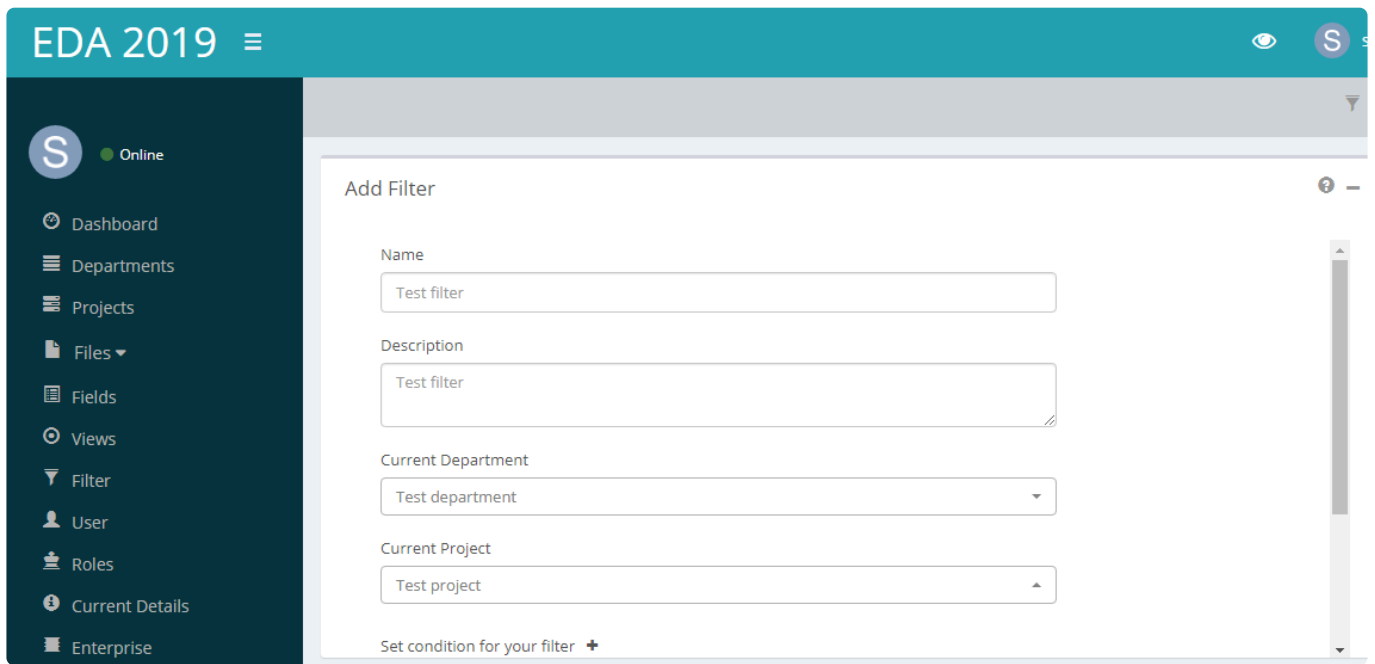 EDA 2019
S
S
Online
Dashboard
Departments
Projects
Files
Fields
Views
Filter
User
Roles
Current Details
Enterprise
Add Filter
Name
Test filter
Description
Test filter
Current Department
Test department
Current Project
Test project
Set condition for your filter